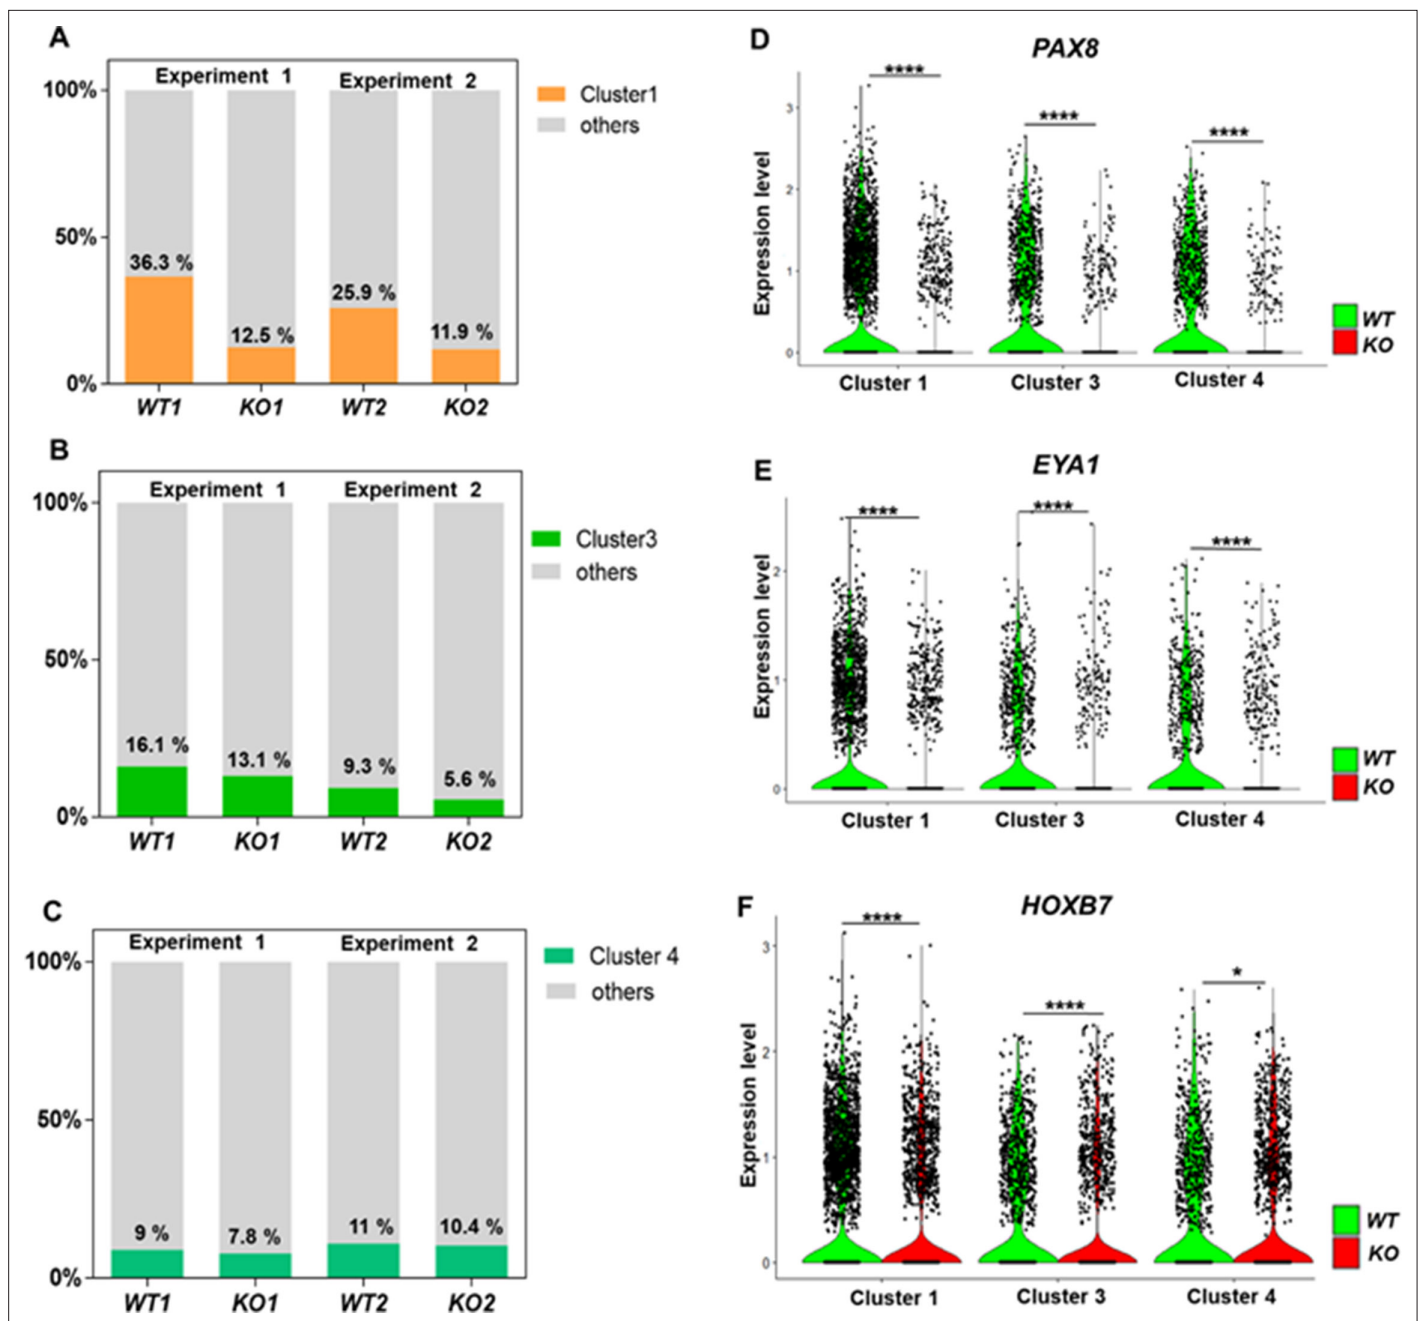 A
Experiment 1 Experiment 2
100%
50%
0%
36.3 %
12.5 %
25.9 %
11.9 %
WT1 KO1 WT2 KO2
Cluster1
others
B
Experiment 1 Experiment 2
100%
50%
0%
16.1 %
13.1 %
9.3 %
5.6 %
WT1 KO1 WT2 KO2
Cluster3
others
C
Experiment 1 Experiment 2
100%
50%
0%
9 %
7.8 %
11 %
10.4 %
WT1 KO1 WT2 KO2
Cluster 4
others
D
PAX8
Expression level
3
2
1
0
**** **** ****
Cluster 1 Cluster 3 Cluster 4
WT
KO
E
EYA1
Expression level
2
1
0
**** **** ****
Cluster 1 Cluster 3 Cluster 4
WT
KO
F
HOXB7
Expression level
3
2
1
0
**** **** *
Cluster 1 Cluster 3 Cluster 4
WT
KO